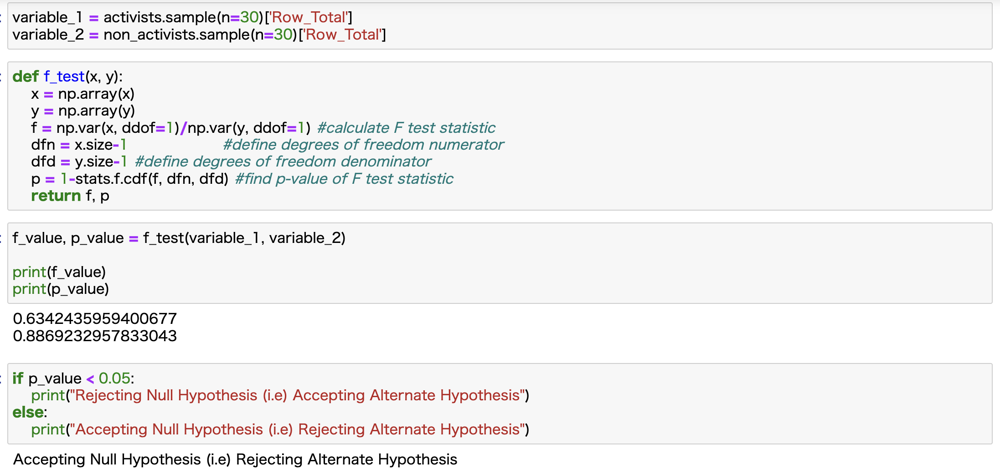 variable_1 = activists.sample(n=30)['Row_Total']
variable_2 = non_activists.sample(n=30)['Row_Total']
def f_test(x, y):
    x = np.array(x)
    y = np.array(y)
    f = np.var(x, ddof=1)/np.var(y, ddof=1) #calculate F test statistic
    dfn = x.size-1                     #define degrees of freedom numerator
    dfd = y.size-1 #define degrees of freedom denominator
    p = 1-stats.f.cdf(f, dfn, dfd) #find p-value of F test statistic
    return f, p
f_value, p_value = f_test(variable_1, variable_2)
print(f_value)
print(p_value)
0.6342435959400677
0.8869232957833043
if p_value < 0.05:
    print("Rejecting Null Hypothesis (i.e) Accepting Alternate Hypothesis")
else:
    print("Accepting Null Hypothesis (i.e) Rejecting Alternate Hypothesis")
Accepting Null Hypothesis (i.e) Rejecting Alternate Hypothesis